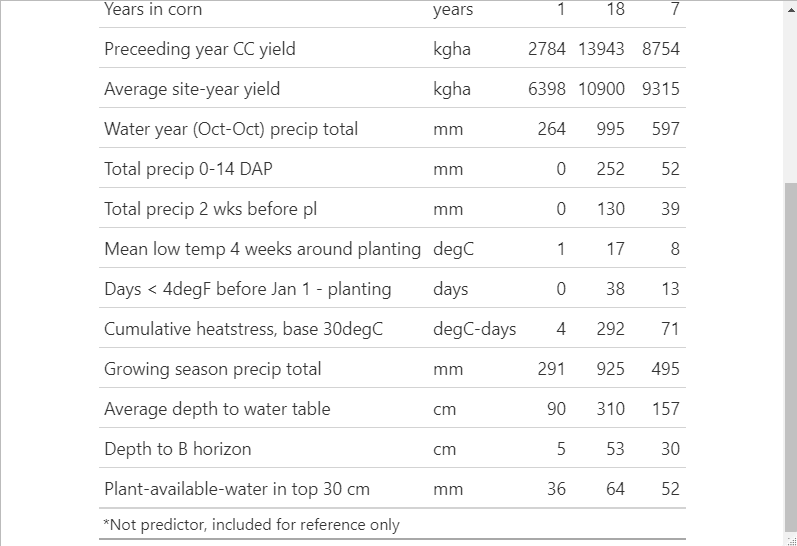 Years in corn years 1 18 7
Preceeding year CC yield kgha 2784 13943 8754
Average site-year yield kgha 6398 10900 9315
Water year (Oct-Oct) precip total mm 264 995 597
Total precip 0-14 DAP mm 0 252 52
Total precip 2 wks before pl mm 0 130 39
Mean low temp 4 weeks around planting degC 1 17 8
Days < 4degF before Jan 1 - planting days 0 38 13
Cumulative heatstress, base 30degC degC-days 4 292 71
Growing season precip total mm 291 925 495
Average depth to water table cm 90 310 157
Depth to B horizon cm 5 53 30
Plant-available-water in top 30 cm mm 36 64 52
*Not predictor, included for reference only